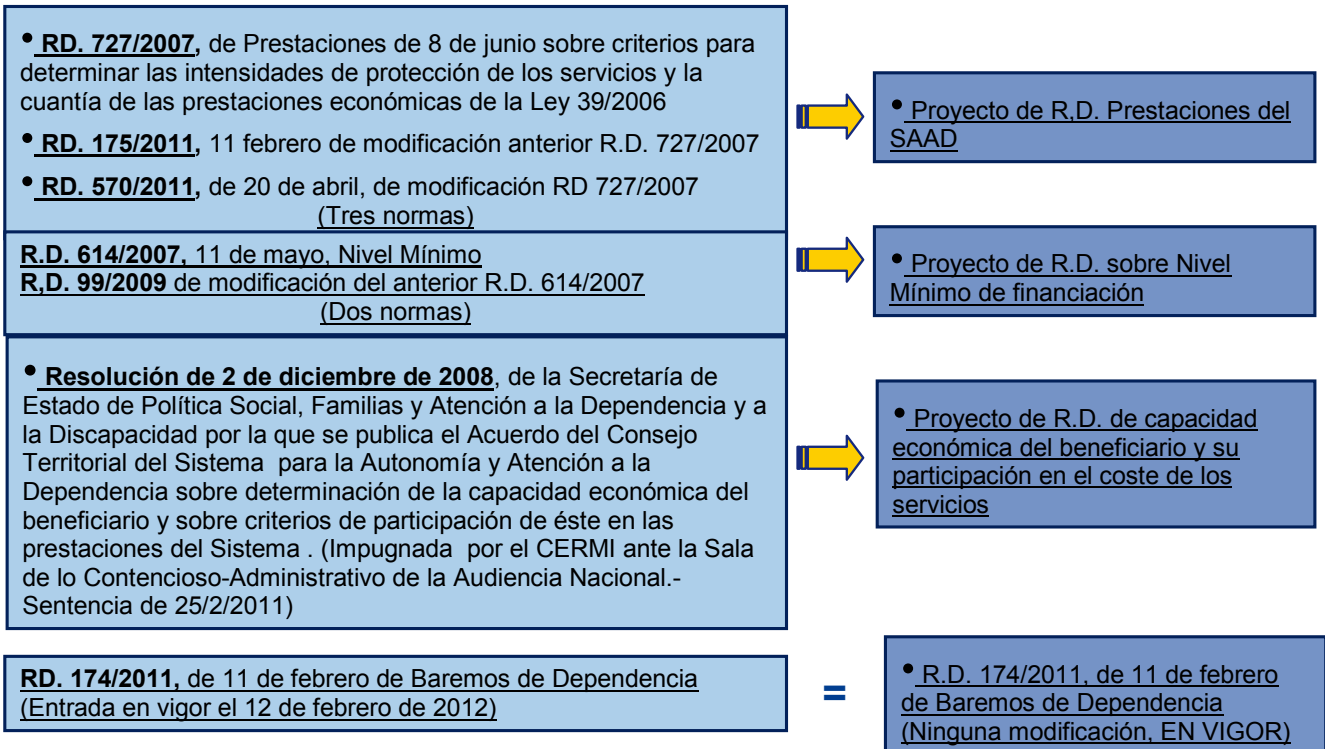 • RD. 727/2007, de Prestaciones de 8 de junio sobre criterios para
determinar las intensidades de protección de los servicios y la
cuantía de las prestaciones económicas de la Ley 39/2006
• RD. 175/2011, 11 febrero de modificación anterior R.D. 727/2007
• RD. 570/2011, de 20 de abril, de modificación RD 727/2007
(Tres normas)
• Proyecto de R,D. Prestaciones del
SAAD
R.D. 614/2007, 11 de mayo, Nivel Mínimo
R,D. 99/2009 de modificación del anterior R.D. 614/2007
(Dos normas)
• Proyecto de R.D. sobre Nivel
Mínimo de financiación
• Resolución de 2 de diciembre de 2008, de la Secretaría de
Estado de Política Social, Familias y Atención a la Dependencia y a
la Discapacidad por la que se publica el Acuerdo del Consejo
Territorial del Sistema para la Autonomía y Atención a la
Dependencia sobre determinación de la capacidad económica del
beneficiario y sobre criterios de participación de éste en las
prestaciones del Sistema . (Impugnada por el CERMI ante la Sala
de lo Contencioso-Administrativo de la Audiencia Nacional.-
Sentencia de 25/2/2011)
• Proyecto de R.D. de capacidad
económica del beneficiario y su
participación en el coste de los
servicios
RD. 174/2011, de 11 de febrero de Baremos de Dependencia
(Entrada en vigor el 12 de febrero de 2012)
=
• R.D. 174/2011, de 11 de febrero
de Baremos de Dependencia
(Ninguna modificación, EN VIGOR)